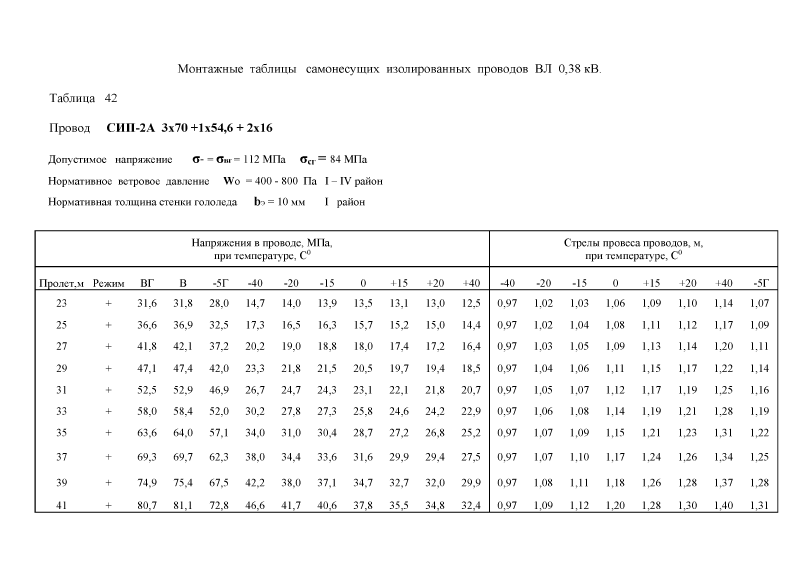 Монтажные таблицы самонесущих изолированных проводов ВЛ 0,38 кВ.
Таблица 42
Провод СИП-2А 3х70 +1х54,6 + 2х16
Допустимое напряжение σ- = σвг = 112 МПа σсг = 84 МПа
Нормативное ветровое давление Wo = 400 - 800 Па I – IV район
Нормативная толщина стенки гололеда bэ = 10 мм I район
Напряжения в проводе, МПа, при температуре, С⁰
Стрелы провеса проводов, м, при температуре, С⁰
Пролет,м Режим ВГ В -5Г -40 -20 -15 0 +15 +20 +40 -40 -20 -15 0 +15 +20 +40 -5Г
23 + 31,6 31,8 28,0 14,7 14,0 13,9 13,5 13,1 13,0 12,5 0,97 1,02 1,03 1,06 1,09 1,10 1,14 1,07
25 + 36,6 36,9 32,5 17,3 16,5 16,3 15,7 15,2 15,0 14,4 0,97 1,02 1,04 1,08 1,11 1,12 1,17 1,09
27 + 41,8 42,1 37,2 20,2 19,0 18,8 18,0 17,4 17,2 16,4 0,97 1,03 1,05 1,09 1,13 1,14 1,20 1,11
29 + 47,1 47,4 42,0 23,3 21,8 21,5 20,5 19,7 19,4 18,5 0,97 1,04 1,06 1,11 1,15 1,17 1,22 1,14
31 + 52,5 52,9 46,9 26,7 24,7 24,3 23,1 22,1 21,8 20,7 0,97 1,05 1,07 1,12 1,17 1,19 1,25 1,16
33 + 58,0 58,4 52,0 30,2 27,8 27,3 25,8 24,6 24,2 22,9 0,97 1,06 1,08 1,14 1,19 1,21 1,28 1,19
35 + 63,6 64,0 57,1 34,0 31,0 30,4 28,7 27,2 26,8 25,2 0,97 1,07 1,09 1,15 1,21 1,23 1,31 1,22
37 + 69,3 69,7 62,3 38,0 34,4 33,6 31,6 29,9 29,4 27,5 0,97 1,07 1,10 1,17 1,24 1,26 1,34 1,25
39 + 74,9 75,4 67,5 42,2 38,0 37,1 34,7 32,7 32,0 29,9 0,97 1,08 1,11 1,18 1,26 1,28 1,37 1,28
41 + 80,7 81,1 72,8 46,6 41,7 40,6 37,8 35,5 34,8 32,4 0,97 1,09 1,12 1,20 1,28 1,30 1,40 1,31